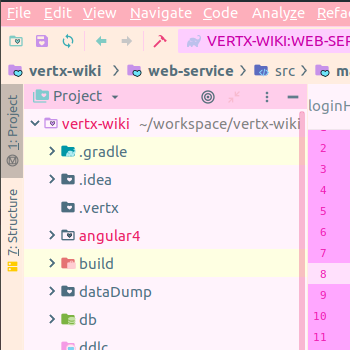 File Edit View Navigate Code Analyze Refa
VERTX-WIKI:WEB-SER
vertx-wiki web-service src ma
1: Project
7: Structure
Project
loginH
vertx-wiki ~/workspace/vertx-wiki
.gradle
.idea
.vertx
angular4
build
dataDump
db
ddlc
2
3
4
5
6
7
8
9
10
11